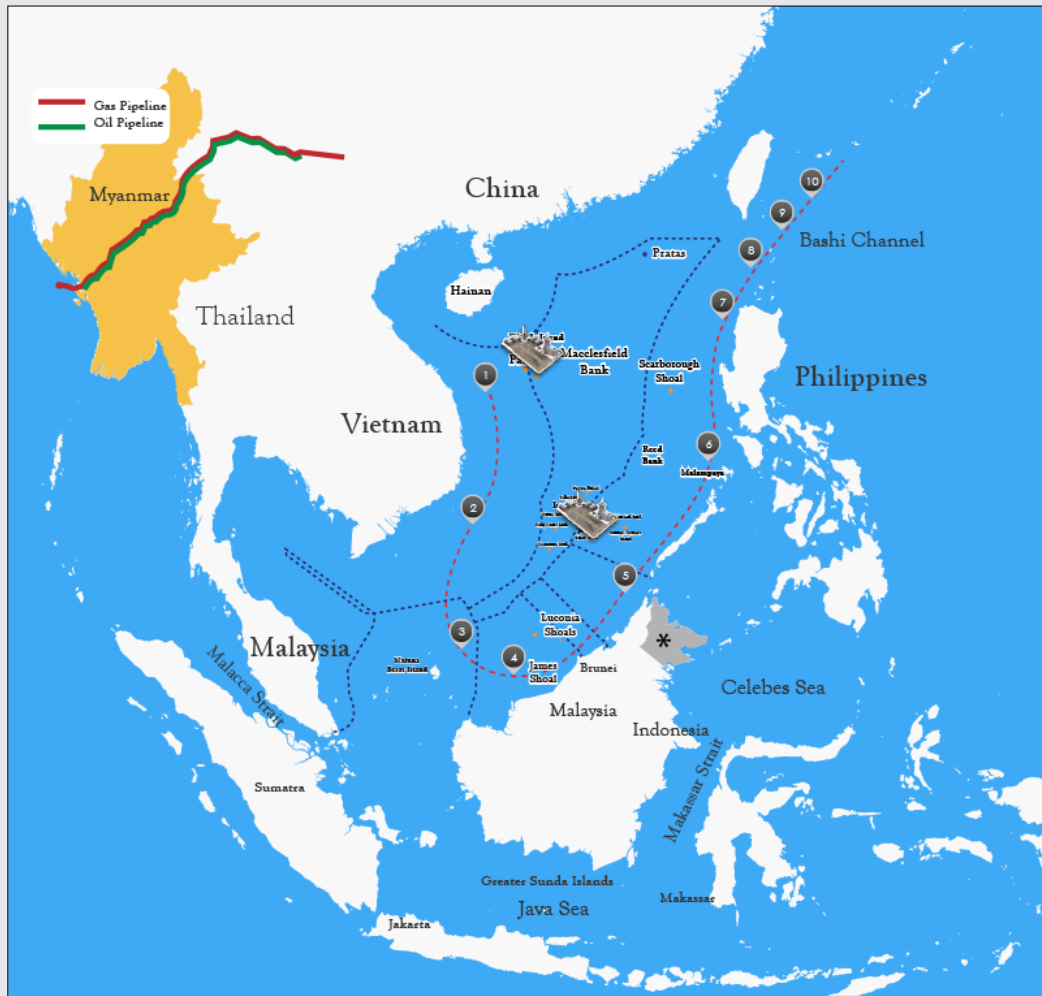 Gas Pipeline
Oil Pipeline
Myanmar
China
10
9
Bashi Channel
8
Pratas
Hainan
7
Thailand
Macclesfield
Bank
1
Scarborough
Shoal
Philippines
Vietnam
6
Reed
Bank
Malampaya
2
5
3
Luconia
Shoals
Malaysia
4
James
Shoal
Brunei
*
Malacca Strait
Celebes Sea
Malaysia
Indonesia
Makassar Strait
Sumatra
Greater Sunda Islands
Makassar
Java Sea
Jakarta